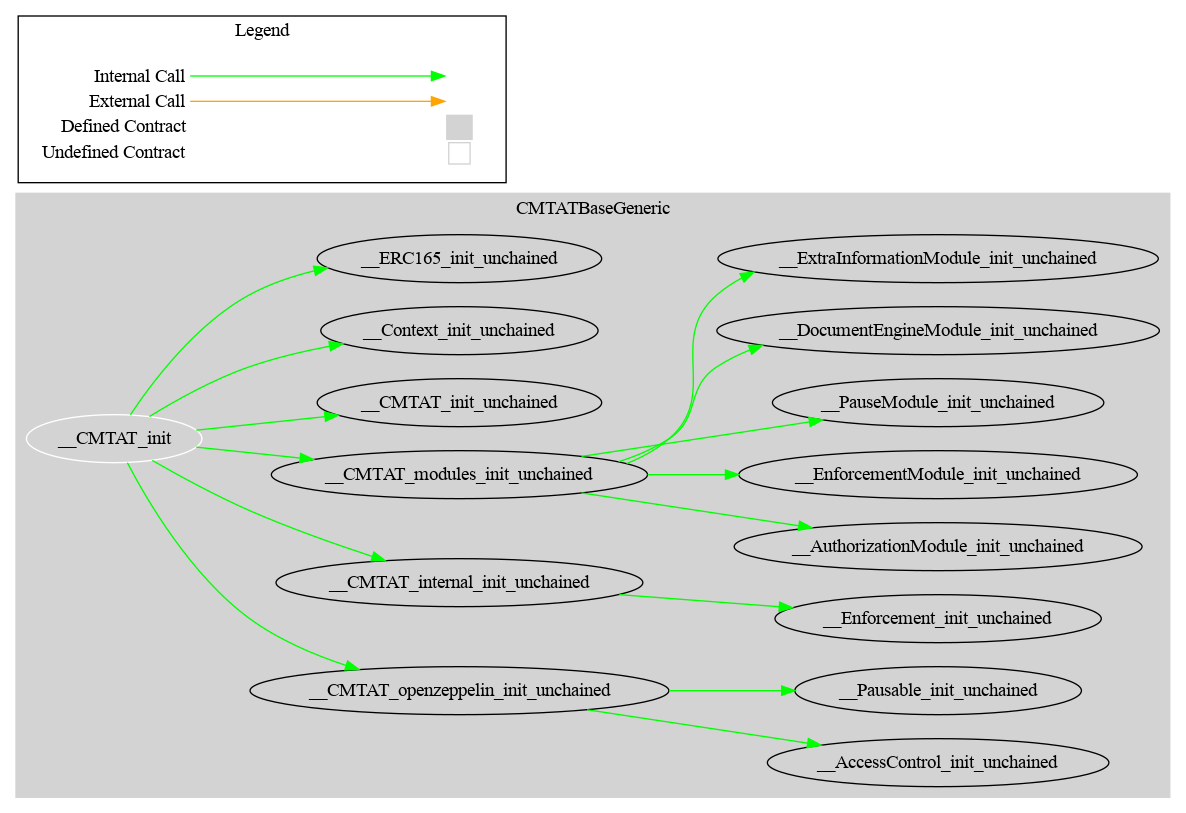 Legend
Internal Call
External Call
Defined Contract
Undefined Contract
CMTATBaseGeneric
__CMTAT_init
__ERC165_init_unchained
__Context_init_unchained
__CMTAT_init_unchained
__CMTAT_modules_init_unchained
__CMTAT_internal_init_unchained
__CMTAT_openzeppelin_init_unchained
__ExtraInformationModule_init_unchained
__DocumentEngineModule_init_unchained
__PauseModule_init_unchained
__EnforcementModule_init_unchained
__AuthorizationModule_init_unchained
__Enforcement_init_unchained
__Pausable_init_unchained
__AccessControl_init_unchained